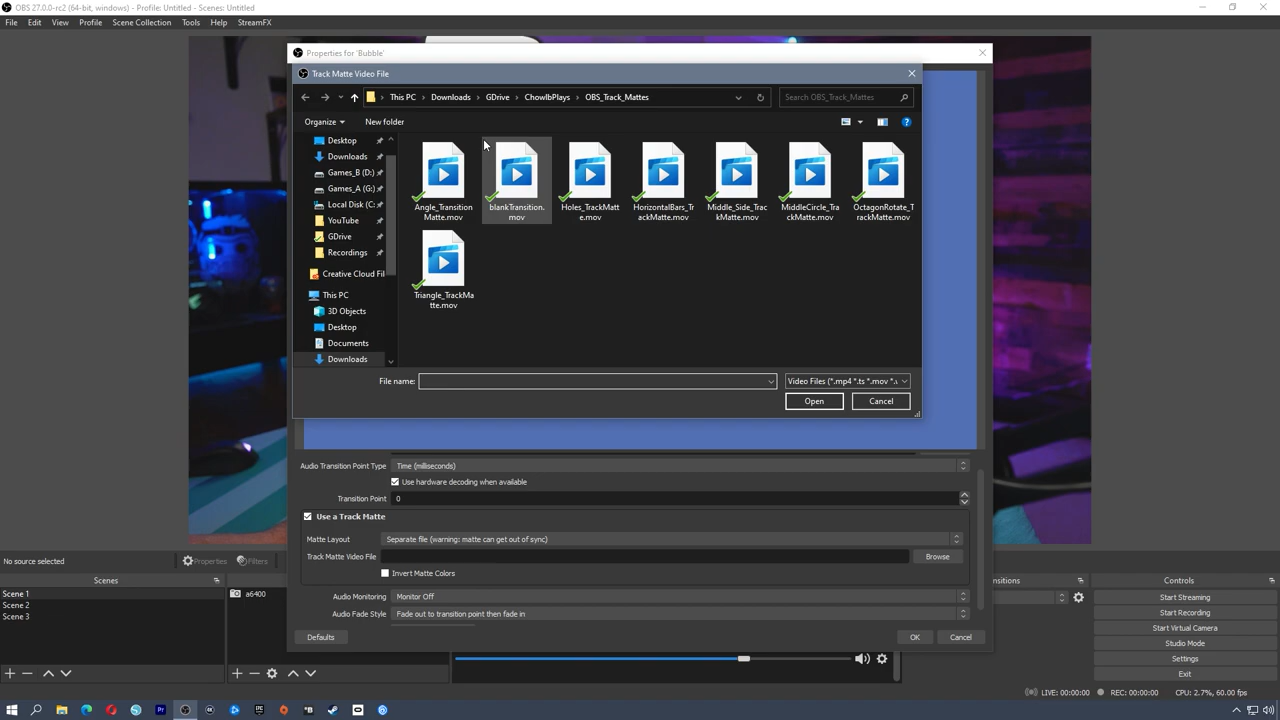 OBS 27.0.0-rc2 (64-bit, windows) - Profile: Untitled - Scenes: Untitled
File Edit View Profile Scene Collection Tools Help StreamFX
Properties for 'Bubble'
Track Matte Video File
This PC > Downloads > GDrive > ChowlbPlays > OBS_Track_Mattes
Search OBS_Track_Mattes
Organize New folder
Desktop
Downloads
Games_B (D:)
Games_A (G:)
Local Disk (C:
YouTube
GDrive
Recordings
Creative Cloud Fil
This PC
3D Objects
Desktop
Documents
Downloads
Angle_Transition
Matte.mov
blankTransition.
mov
Holes_TrackMatt
e.mov
HorizontalBars_Tr
ackMatte.mov
Middle_Side_Trac
kMatte.mov
MiddleCircle_Tra
ckMatte.mov
OctagonRotate_T
rackMatte.mov
Triangle_TrackMa
tte.mov
File name:
Video Files (*.mp4 *.ts *.mov *.
Open Cancel
Audio Transition Point Type Time (milliseconds)
Use hardware decoding when available
Transition Point 0
Use a Track Matte
Matte Layout Separate file (warning: matte can get out of sync)
Track Matte Video File Browse
Invert Matte Colors
Audio Monitoring Monitor Off
Audio Fade Style Fade out to transition point then fade in
Defaults OK Cancel
No source selected Properties Filters
Scenes
Scene 1
Scene 2
Scene 3
a6400
nsitions
Controls
Start Streaming
Start Recording
Start Virtual Camera
Studio Mode
Settings
Exit
LIVE: 00:00:00 REC: 00:00:00 CPU: 2.7%, 60.00 fps